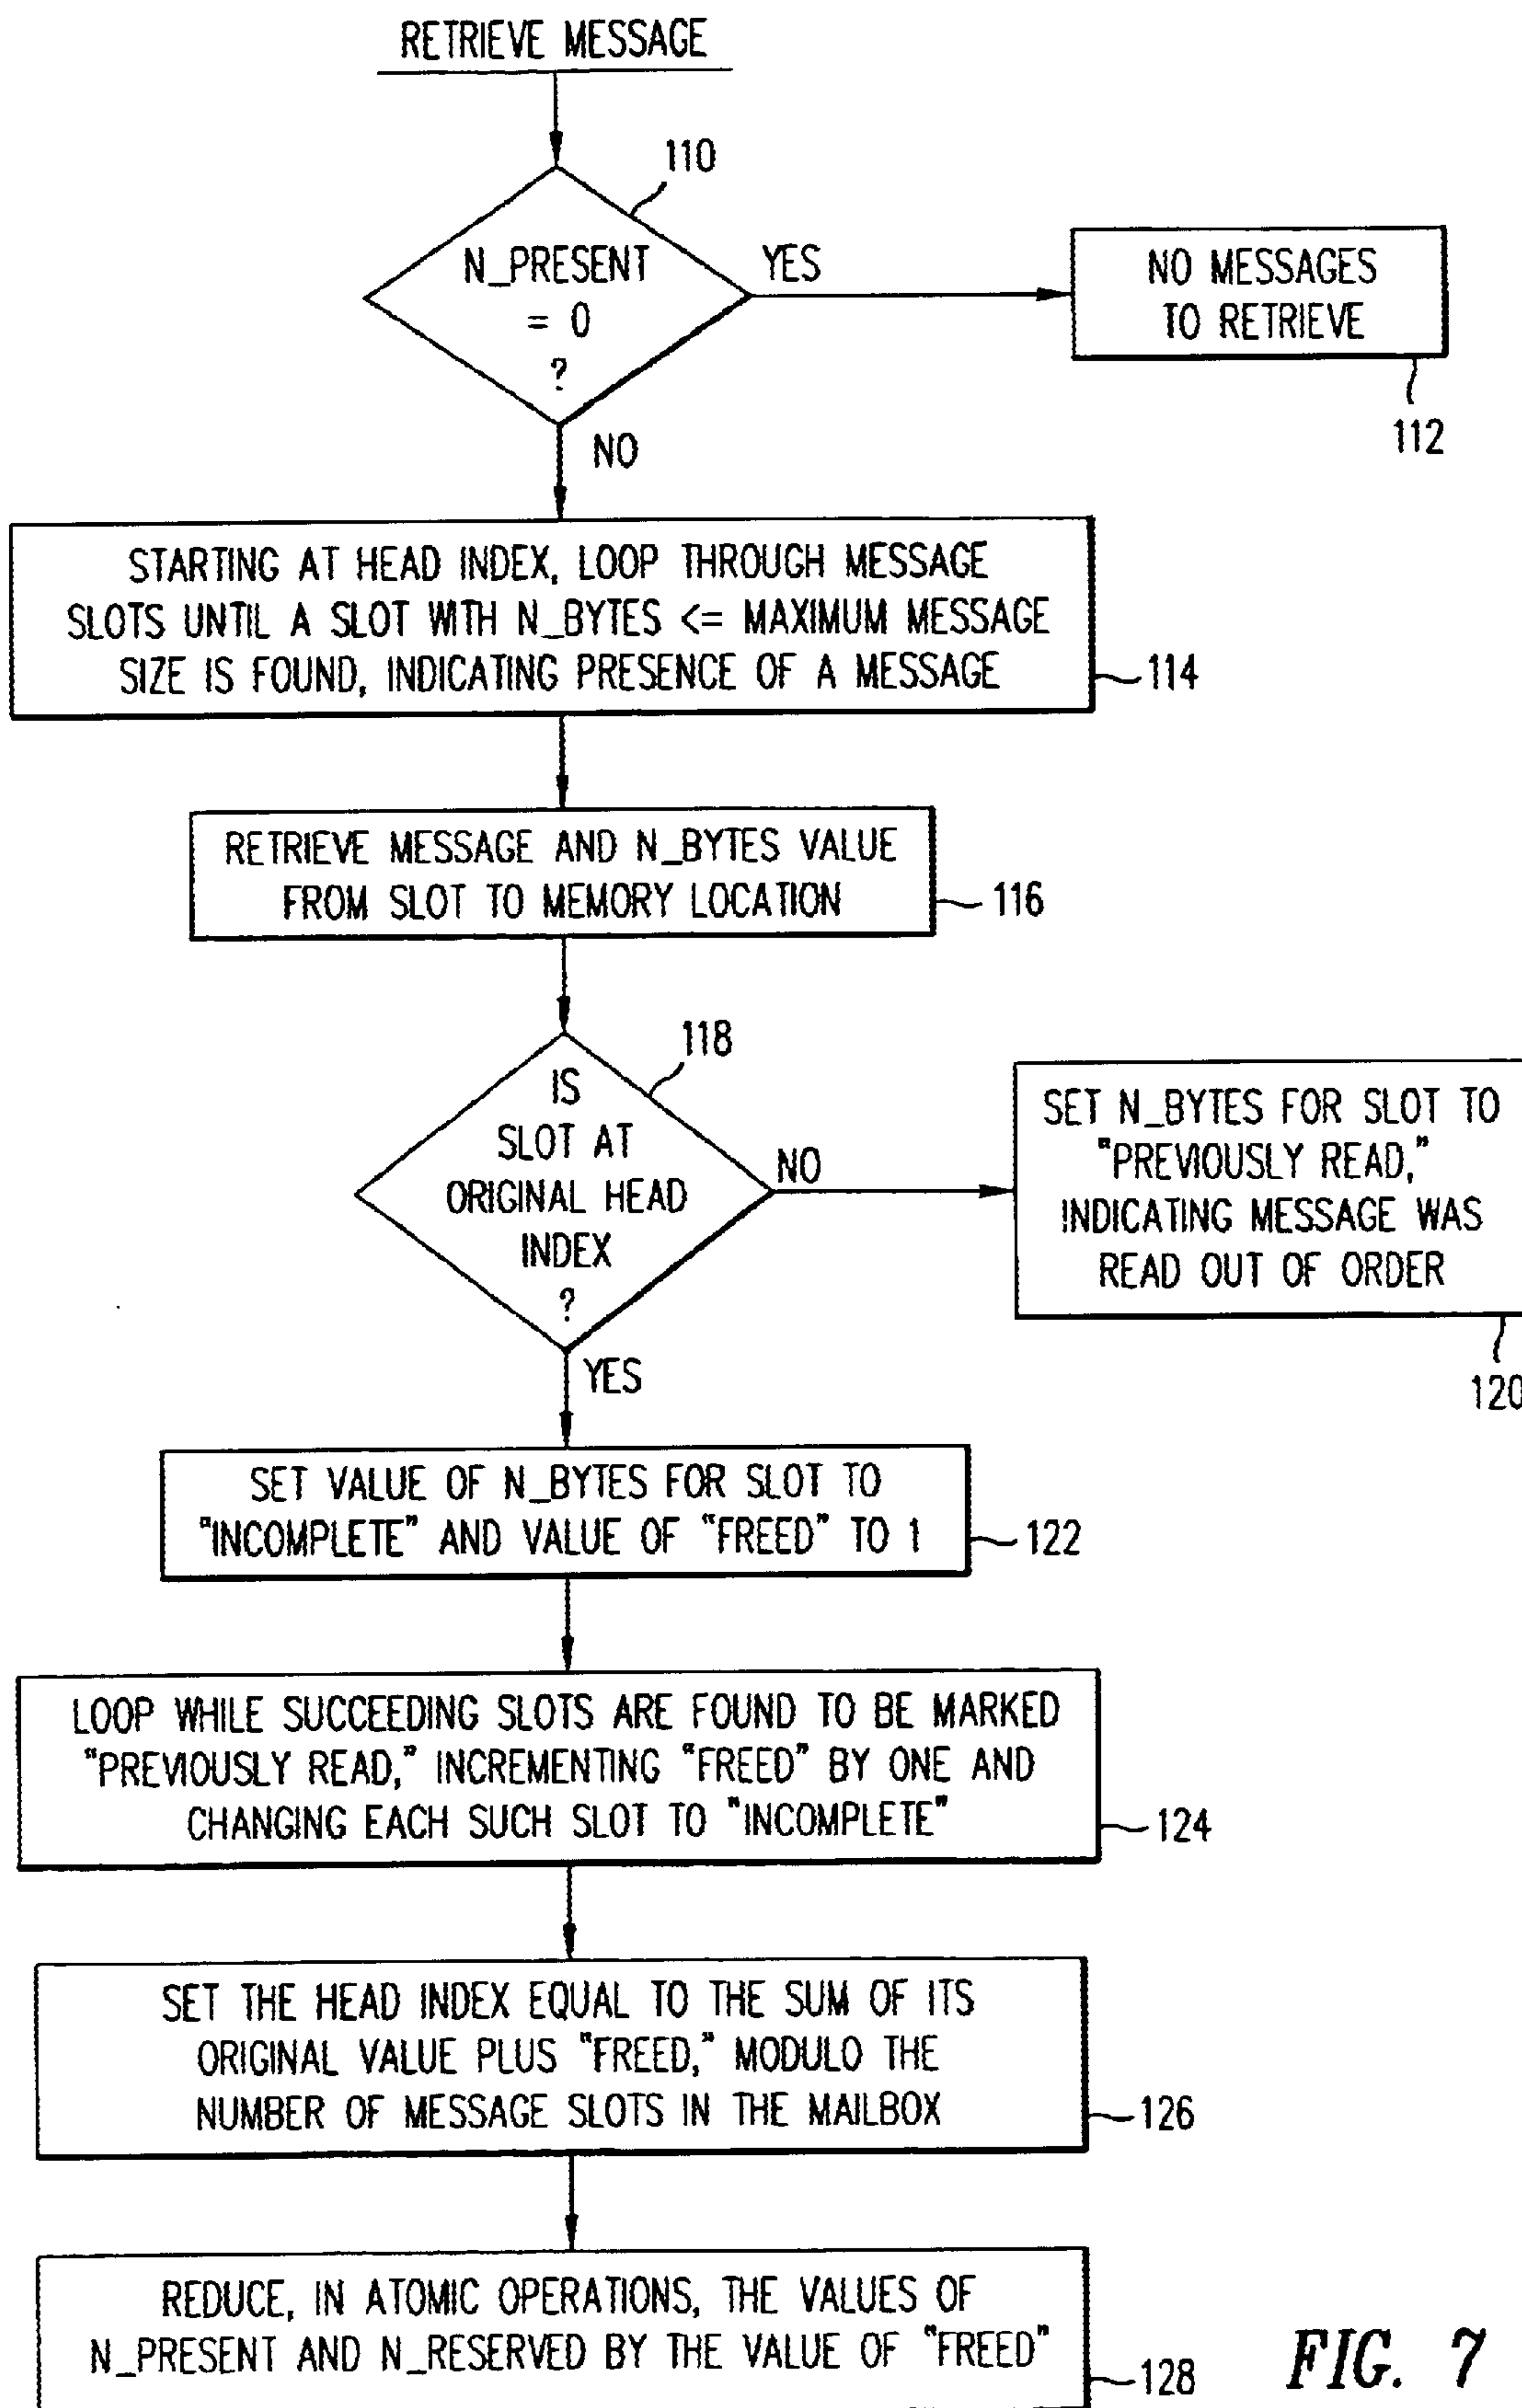 RETRIEVE MESSAGE
110
N_PRESENT
= 0
?
YES
NO MESSAGES
TO RETRIEVE
112
NO
STARTING AT HEAD INDEX, LOOP THROUGH MESSAGE
SLOTS UNTIL A SLOT WITH N_BYTES <= MAXIMUM MESSAGE
SIZE IS FOUND, INDICATING PRESENCE OF A MESSAGE
114
RETRIEVE MESSAGE AND N_BYTES VALUE
FROM SLOT TO MEMORY LOCATION
116
118
IS
SLOT AT
ORIGINAL HEAD
INDEX
?
NO
SET N_BYTES FOR SLOT TO
"PREVIOUSLY READ,"
INDICATING MESSAGE WAS
READ OUT OF ORDER
120
YES
SET VALUE OF N_BYTES FOR SLOT TO
"INCOMPLETE" AND VALUE OF "FREED" TO 1
122
LOOP WHILE SUCCEEDING SLOTS ARE FOUND TO BE MARKED
"PREVIOUSLY READ," INCREMENTING "FREED" BY ONE AND
CHANGING EACH SUCH SLOT TO "INCOMPLETE"
124
SET THE HEAD INDEX EQUAL TO THE SUM OF ITS
ORIGINAL VALUE PLUS "FREED," MODULO THE
NUMBER OF MESSAGE SLOTS IN THE MAILBOX
126
REDUCE, IN ATOMIC OPERATIONS, THE VALUES OF
N_PRESENT AND N_RESERVED BY THE VALUE OF "FREED"
128
FIG. 7